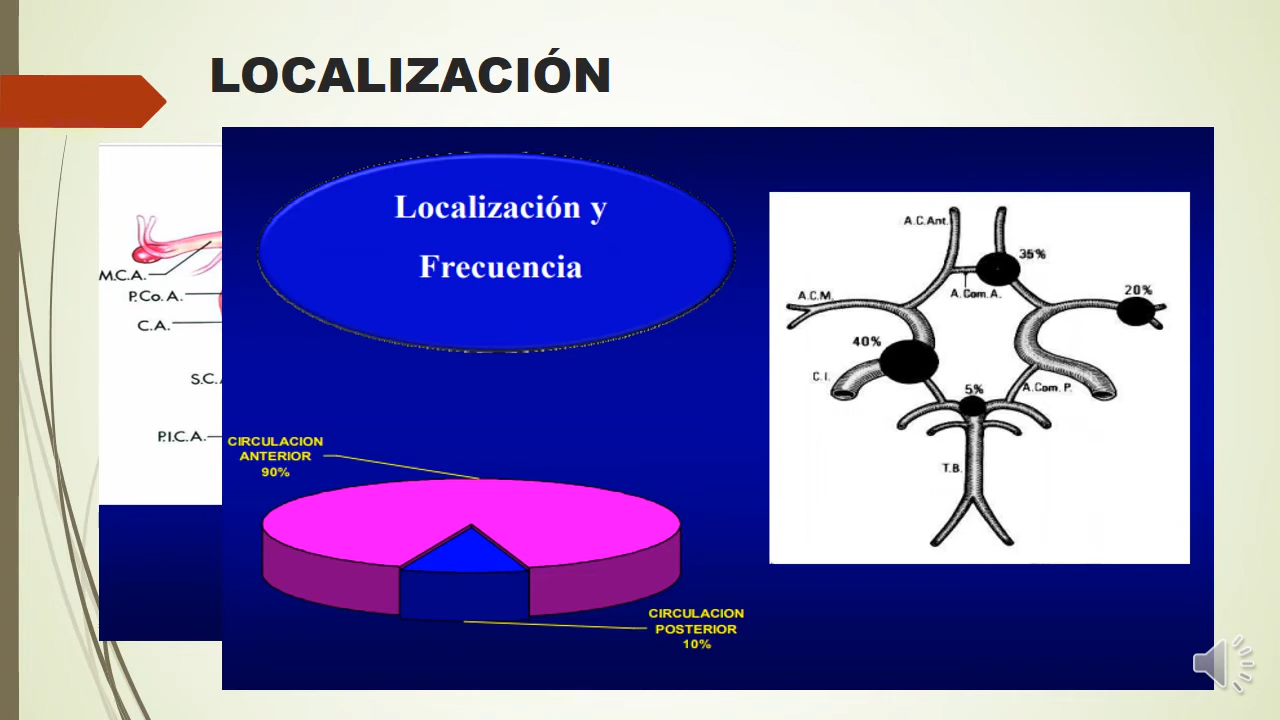 LOCALIZACIÓN
M.C.A.
P.Co. A.
C.A.
S.C.
P.I.C.A.
Localización y
Frecuencia
CIRCULACION
ANTERIOR
90%
CIRCULACION
POSTERIOR
10%
A.C.Ant.
35%
A.Com.A.
A.C.M.
20%
40%
C.I.
5%
A.Com.P.
T.B.